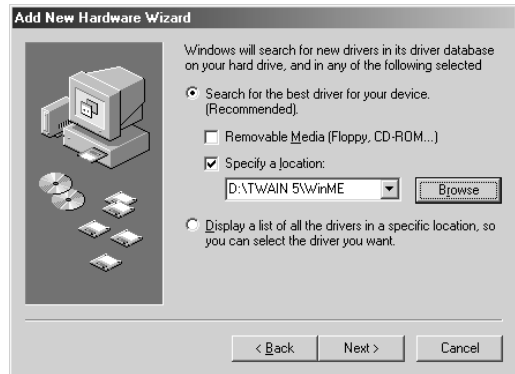 Add New Hardware Wizard
Windows will search for new drivers in its driver database
on your hard drive, and in any of the following selected
Search for the best driver for your device.
(Recommended).
Removable Media (Floppy, CD-ROM...)
Specify a location:
D:\TWAIN 5\WinME
Browse
Display a list of all the drivers in a specific location, so
you can select the driver you want.
< Back
Next >
Cancel